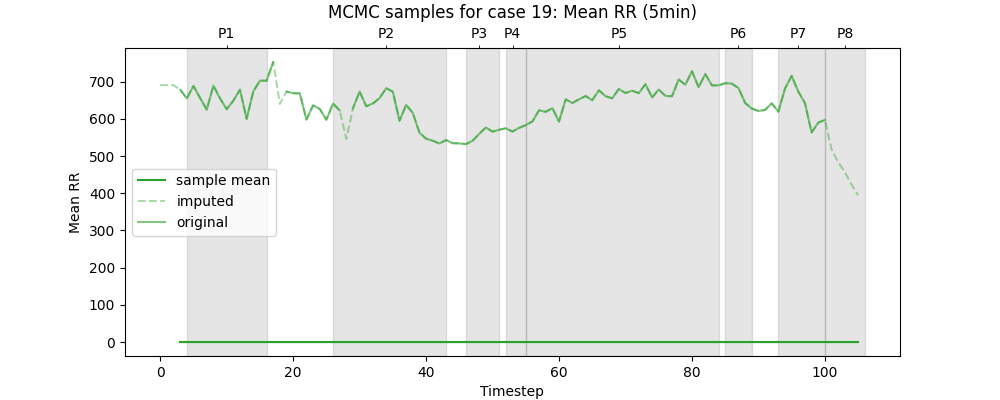 MCMC samples for case 19: Mean RR (5min)
P1 P2 P3 P4 P5 P6 P7 P8
700
600
500
400
300
200
100
0
Mean RR
sample mean
imputed
original
0 20 40 60 80 100
Timestep